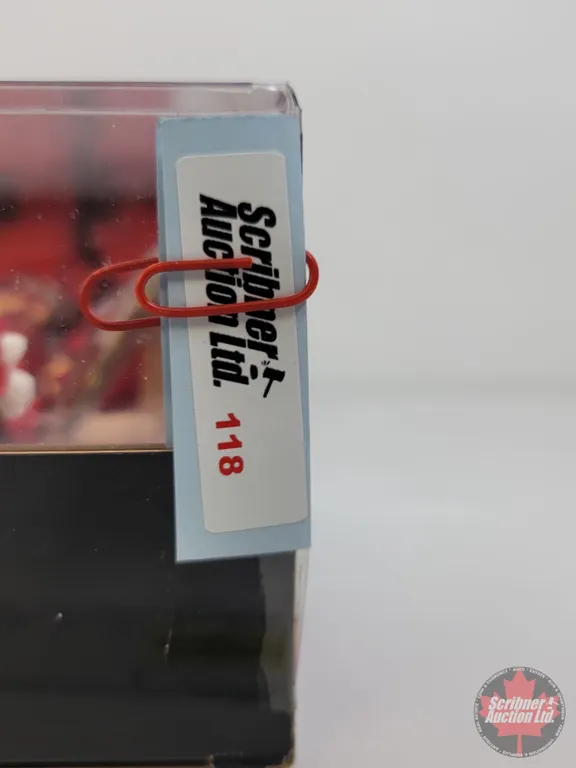 Scribner
Auction Ltd.
118
Scribner
Auction Ltd.